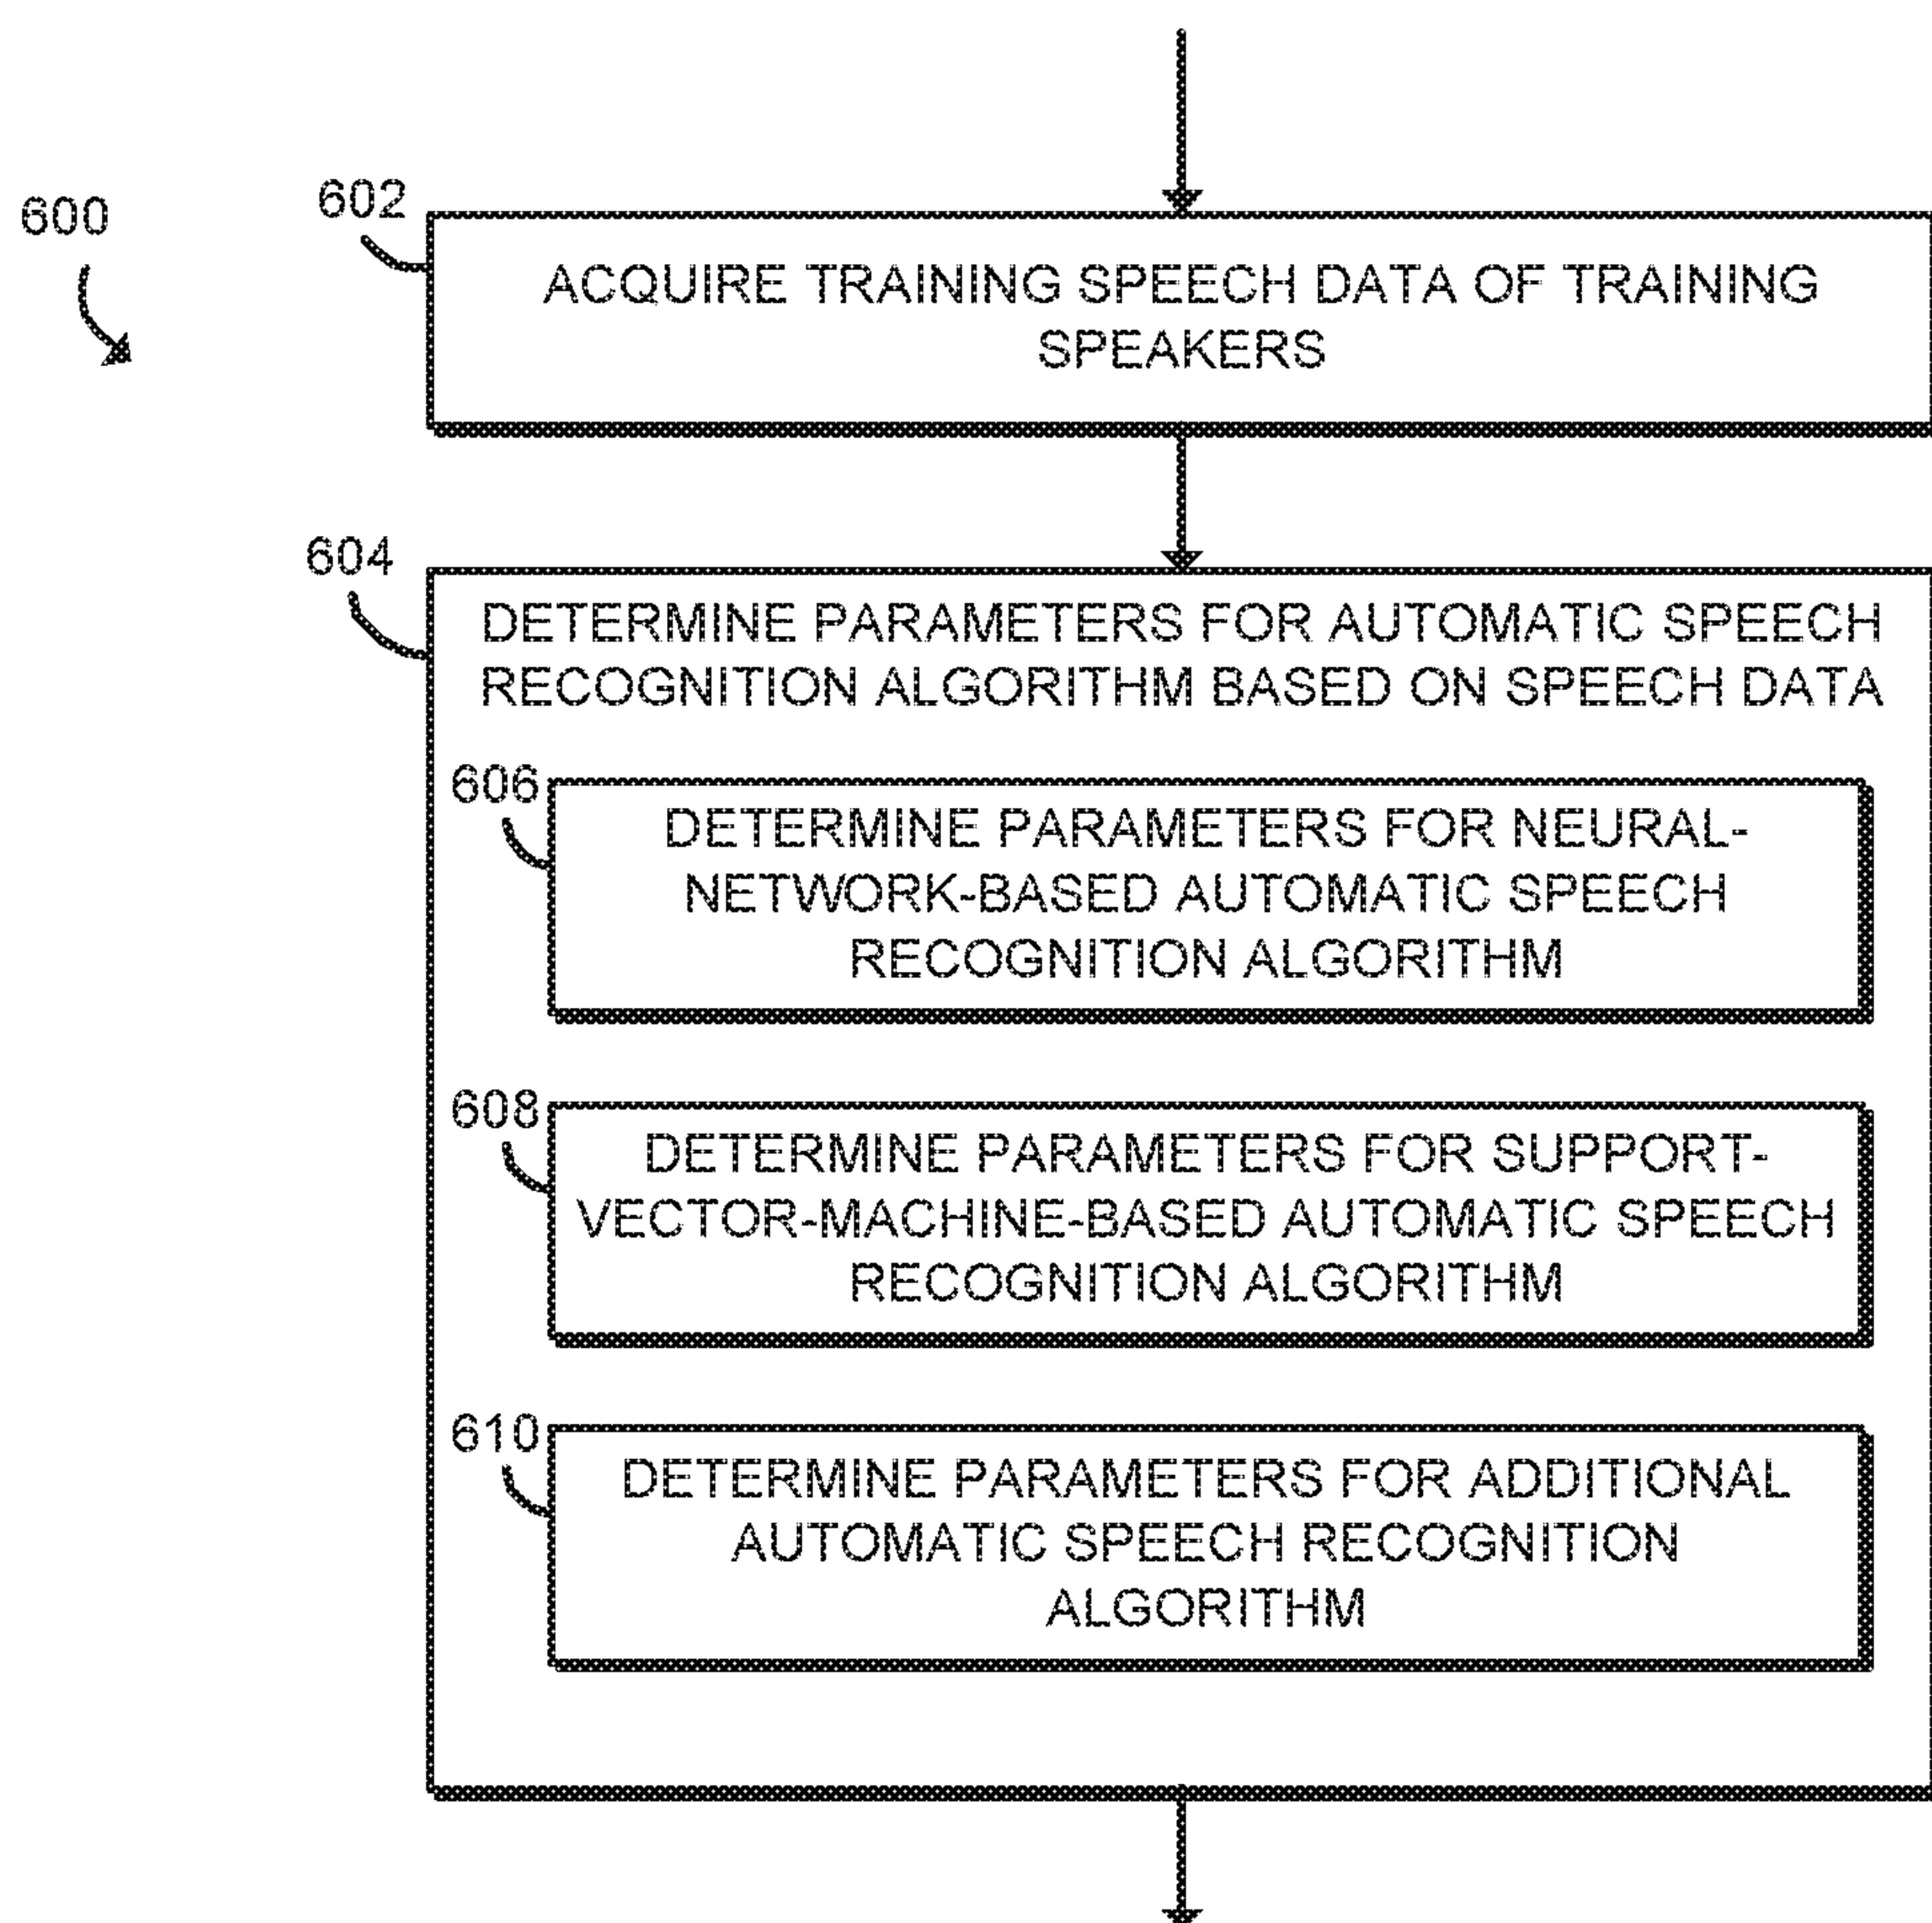 600
602
ACQUIRE TRAINING SPEECH DATA OF TRAINING
SPEAKERS
604
DETERMINE PARAMETERS FOR AUTOMATIC SPEECH
RECOGNITION ALGORITHM BASED ON SPEECH DATA
606
DETERMINE PARAMETERS FOR NEURAL-
NETWORK-BASED AUTOMATIC SPEECH
RECOGNITION ALGORITHM
608
DETERMINE PARAMETERS FOR SUPPORT-
VECTOR-MACHINE-BASED AUTOMATIC SPEECH
RECOGNITION ALGORITHM
610
DETERMINE PARAMETERS FOR ADDITIONAL
AUTOMATIC SPEECH RECOGNITION
ALGORITHM